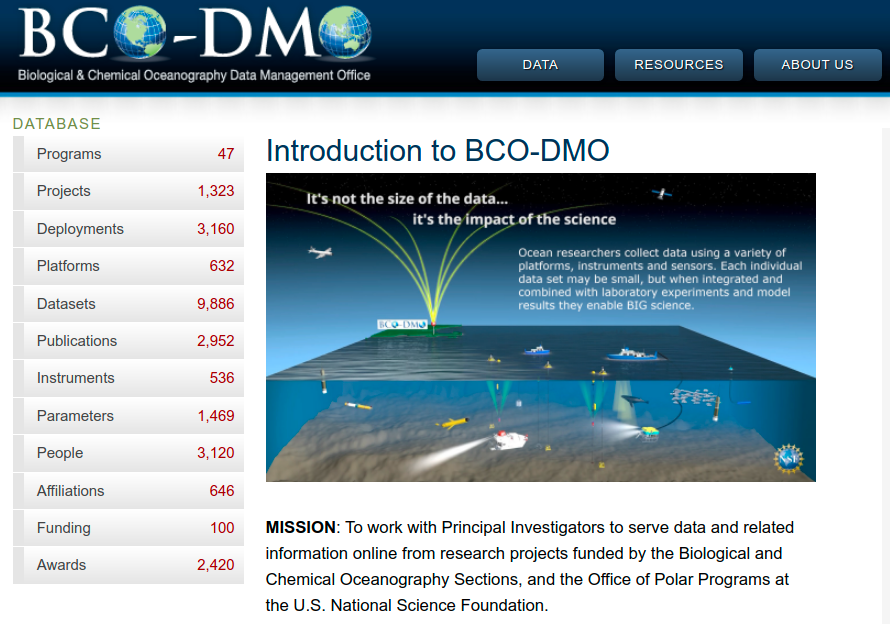 BCO-DMO
Biological & Chemical Oceanography Data Management Office
DATA
RESOURCES
ABOUT US
DATABASE
Programs 47
Projects 1,323
Deployments 3,160
Platforms 632
Datasets 9,886
Publications 2,952
Instruments 536
Parameters 1,469
People 3,120
Affiliations 646
Funding 100
Awards 2,420
Introduction to BCO-DMO
It's not the size of the data...
it's the impact of the science
Ocean researchers collect data using a variety of
platforms, instruments and sensors. Each individual
data set may be small, but when integrated and
combined with laboratory experiments and model
results they enable BIG science.
BCO-DMO
NSF
MISSION: To work with Principal Investigators to serve data and related
information online from research projects funded by the Biological and
Chemical Oceanography Sections, and the Office of Polar Programs at
the U.S. National Science Foundation.